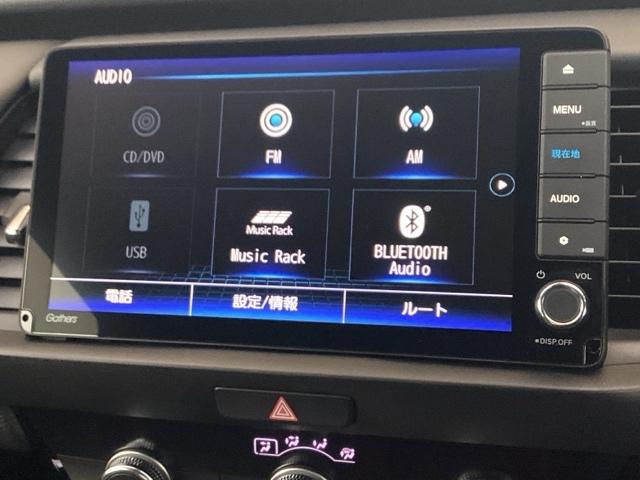 AUDIO
CD/DVD
FM
AM
USB
Music Rack
Music Rack
BLUETOOTH
Audio
電話
設定/情報
ルート
Gathers
MENU
現在地
AUDIO
VOL
DISP.OFF